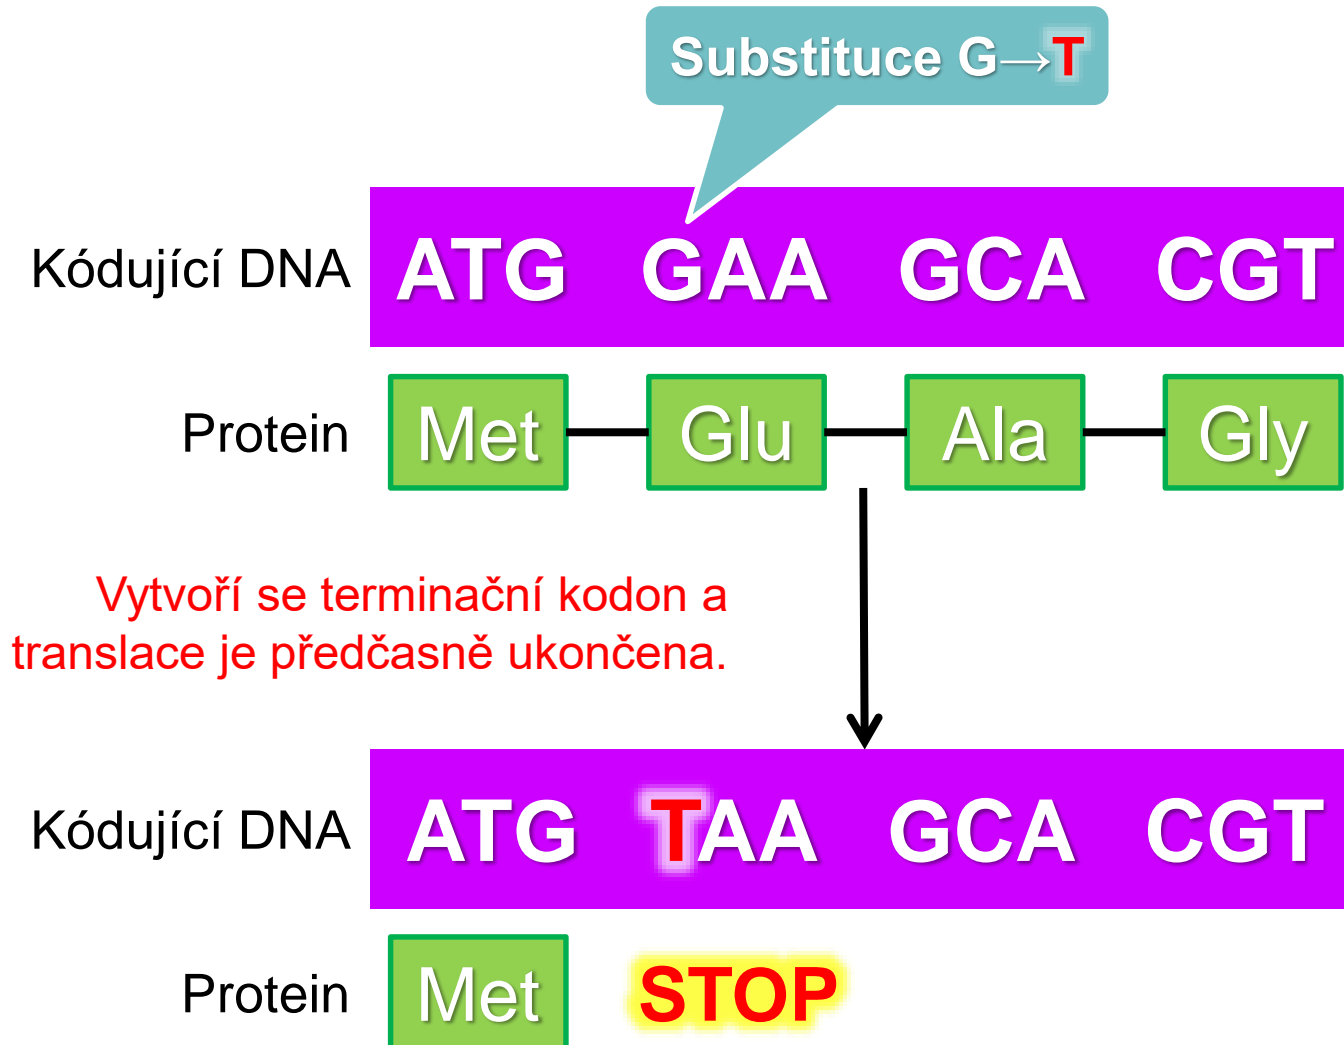 Substituce G→T
Kódující DNA ATG GAA GCA CGT
Protein Met Glu Ala Gly
Vytvoří se terminační kodon a
translace je předčasně ukončena.
Kódující DNA ATG TAA GCA CGT
Protein Met STOP